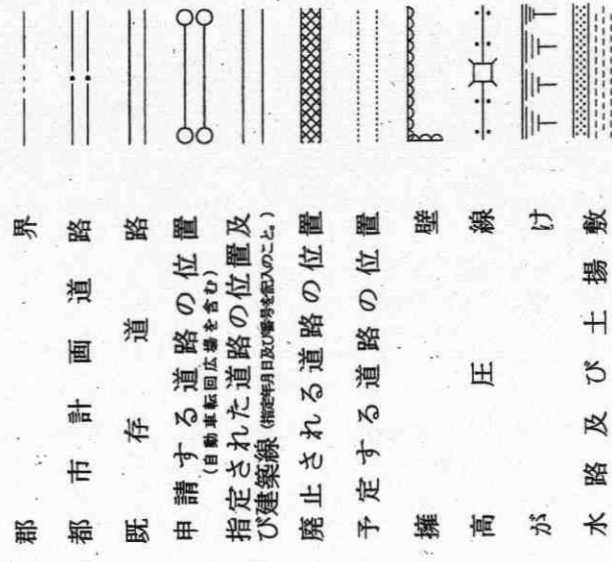 郡界
都市計画道路
既存道路
申請する道路の位置
(自動車転回広場を含む)
指定された道路の位置及
び建築線(指定年月日及び番号を記入のこと。)
廃止される道路の位置
予定する道路の位置
擁壁
高圧線
がけ
水路及び土揚敷